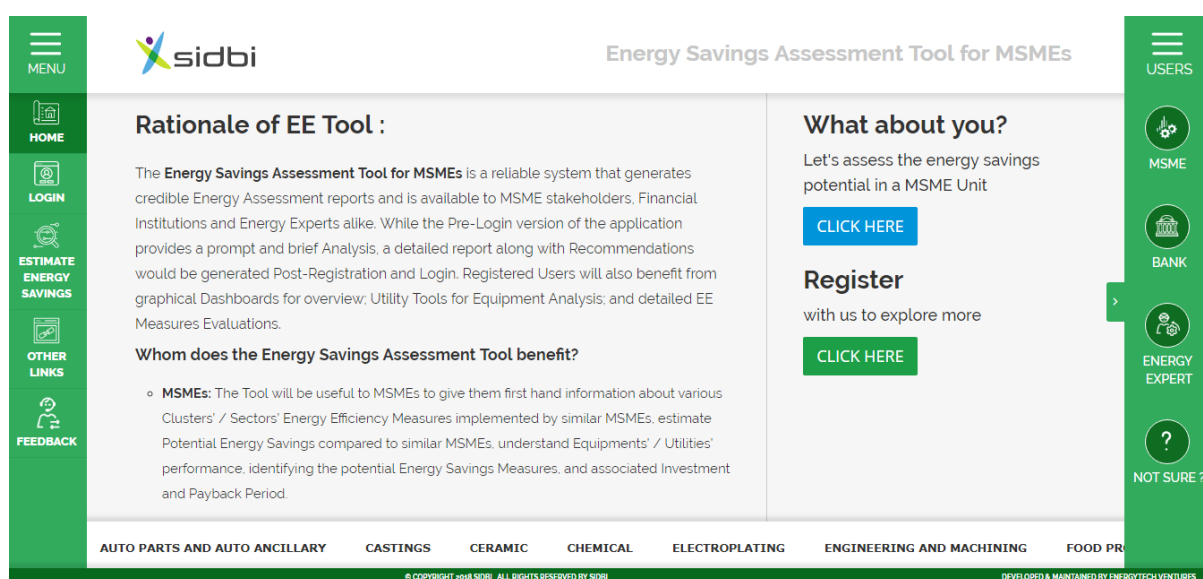 MENU
sidbi
Energy Savings Assessment Tool for MSMEs
USERS
HOME
LOGIN
ESTIMATE
ENERGY
SAVINGS
OTHER
LINKS
FEEDBACK
Rationale of EE Tool :
The Energy Savings Assessment Tool for MSMEs is a reliable system that generates
credible Energy Assessment reports and is available to MSME stakeholders, Financial
Institutions and Energy Experts alike. While the Pre-Login version of the application
provides a prompt and brief Analysis, a detailed report along with Recommendations
would be generated Post-Registration and Login. Registered Users will also benefit from
graphical Dashboards for overview; Utility Tools for Equipment Analysis; and detailed EE
Measures Evaluations.
Whom does the Energy Savings Assessment Tool benefit?
MSMEs: The Tool will be useful to MSMEs to give them first hand information about various
Clusters' / Sectors' Energy Efficiency Measures implemented by similar MSMEs, estimate
Potential Energy Savings compared to similar MSMEs, understand Equipments' / Utilities'
performance, identifying the potential Energy Savings Measures, and associated Investment
and Payback Period.
What about you?
Let's assess the energy savings
potential in a MSME Unit
CLICK HERE
Register
with us to explore more
CLICK HERE
MSME
BANK
ENERGY
EXPERT
?
NOT SURE ?
AUTO PARTS AND AUTO ANCILLARY CASTINGS CERAMIC CHEMICAL ELECTROPLATING ENGINEERING AND MACHINING FOOD PR
© COPYRIGHT 2018 SIDBI. ALL RIGHTS RESERVED BY SIDBI DEVELOPED & MAINTAINED BY ENERGYTECH VENTURES